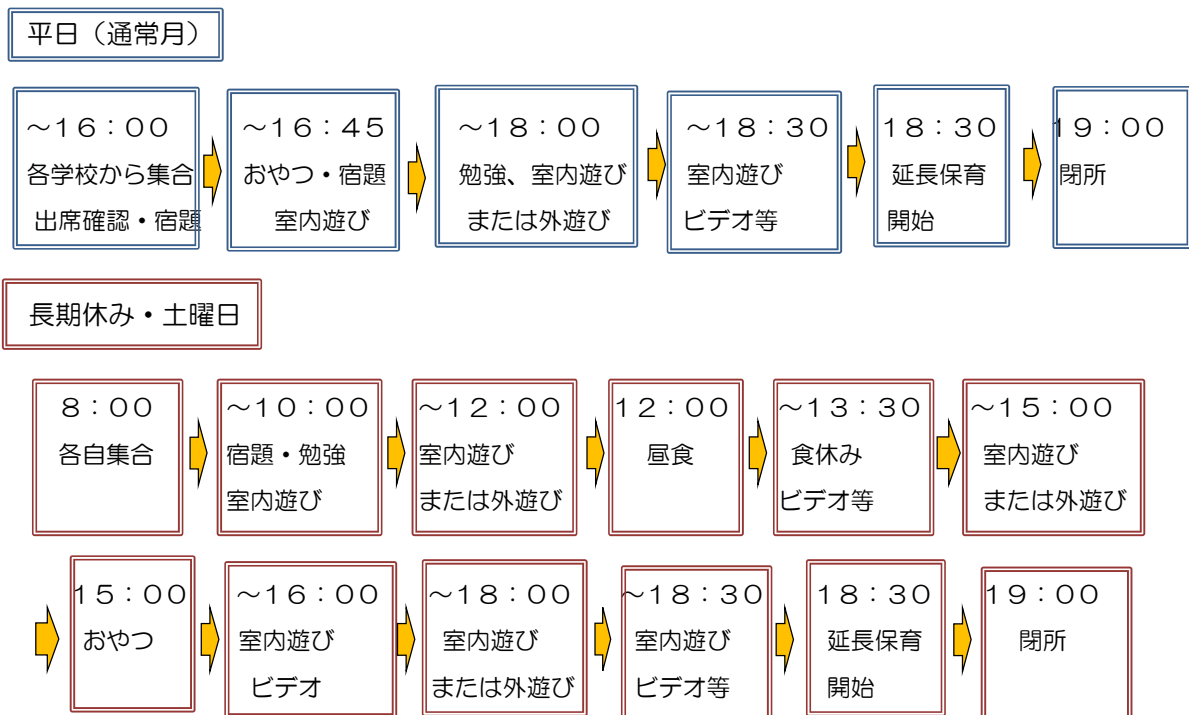 平日（通常月）
～１６：００
各学校から集合
出席確認・宿題
～１６：４５
おやつ・宿題
室内遊び
～１８：００
勉強、室内遊び
または外遊び
～１８：３０
室内遊び
ビデオ等
１８：３０
延長保育
開始
１９：００
閉所
長期休み・土曜日
８：００
各自集合
～１０：００
宿題・勉強
室内遊び
～１２：００
室内遊び
または外遊び
１２：００
昼食
～１３：３０
食休み
ビデオ等
～１５：００
室内遊び
または外遊び
１５：００
おやつ
～１６：００
室内遊び
ビデオ
～１８：００
室内遊び
または外遊び
～１８：３０
室内遊び
ビデオ等
１８：３０
延長保育
開始
１９：００
閉所